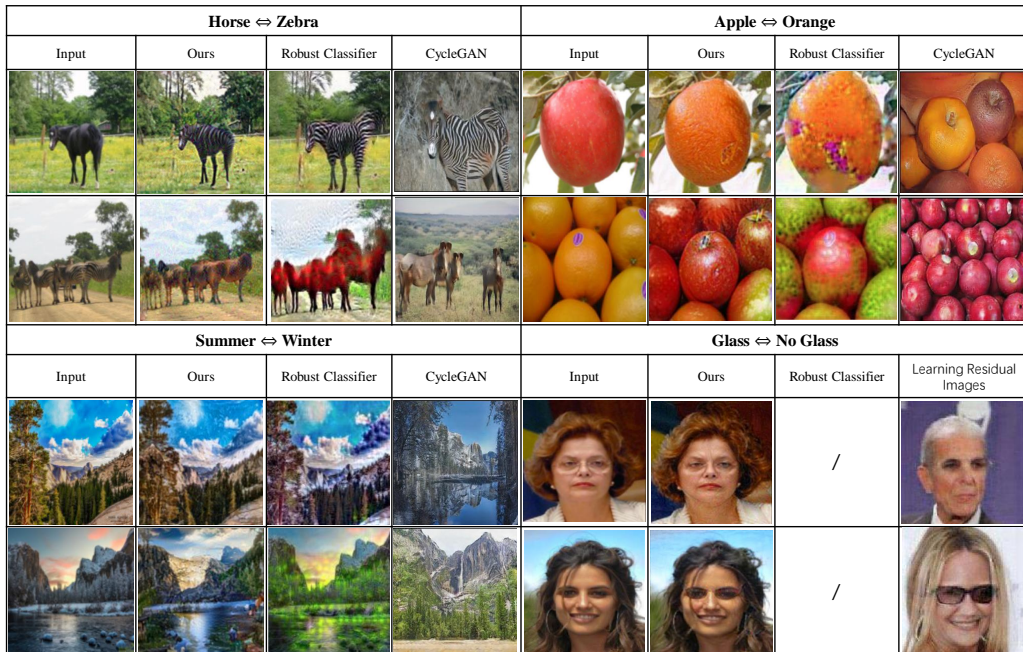 Horse ⇔ Zebra
Apple ⇔ Orange
Input
Ours
Robust Classifier
CycleGAN
Input
Ours
Robust Classifier
CycleGAN
Summer ⇔ Winter
Glass ⇔ No Glass
Input
Ours
Robust Classifier
CycleGAN
Input
Ours
Robust Classifier
Learning Residual
Images
/
/